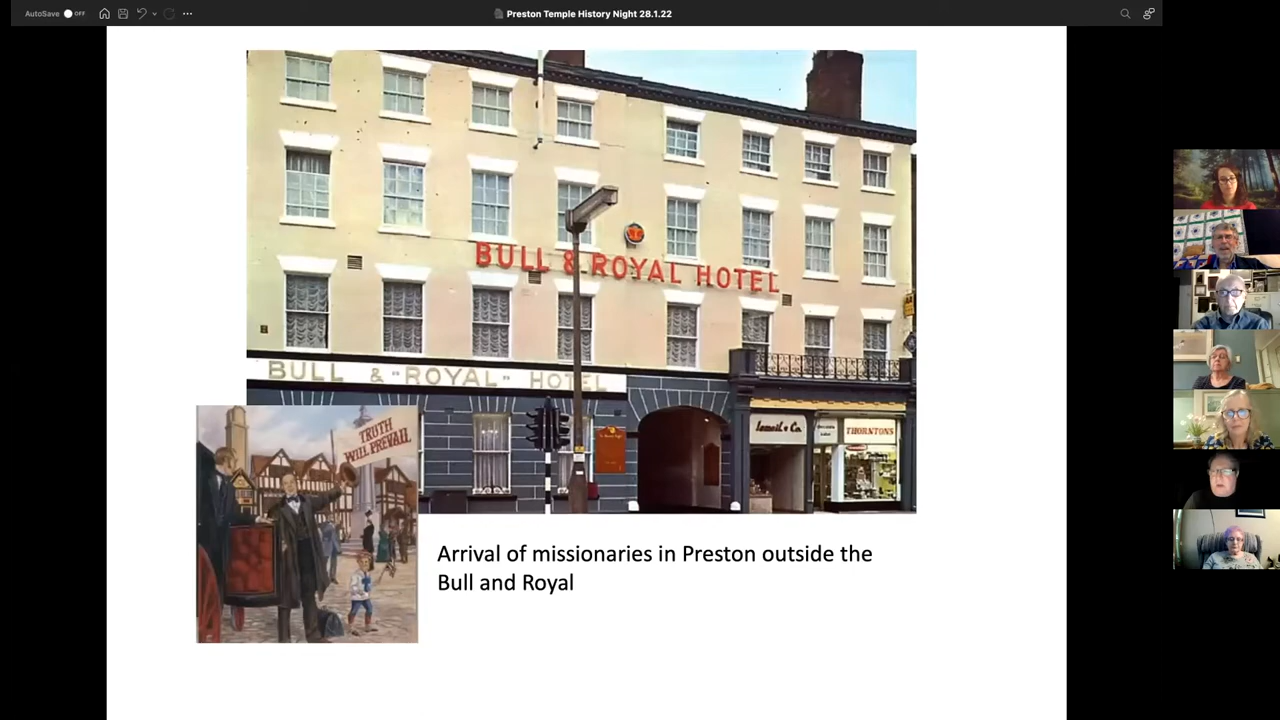 AutoSave OFF
Preston Temple History Night 28.1.22
BULL & ROYAL HOTEL
BULL & "ROYAL" HOTEL
THORNTONS
TRUTH
WILL PREVAIL
Arrival of missionaries in Preston outside the
Bull and Royal